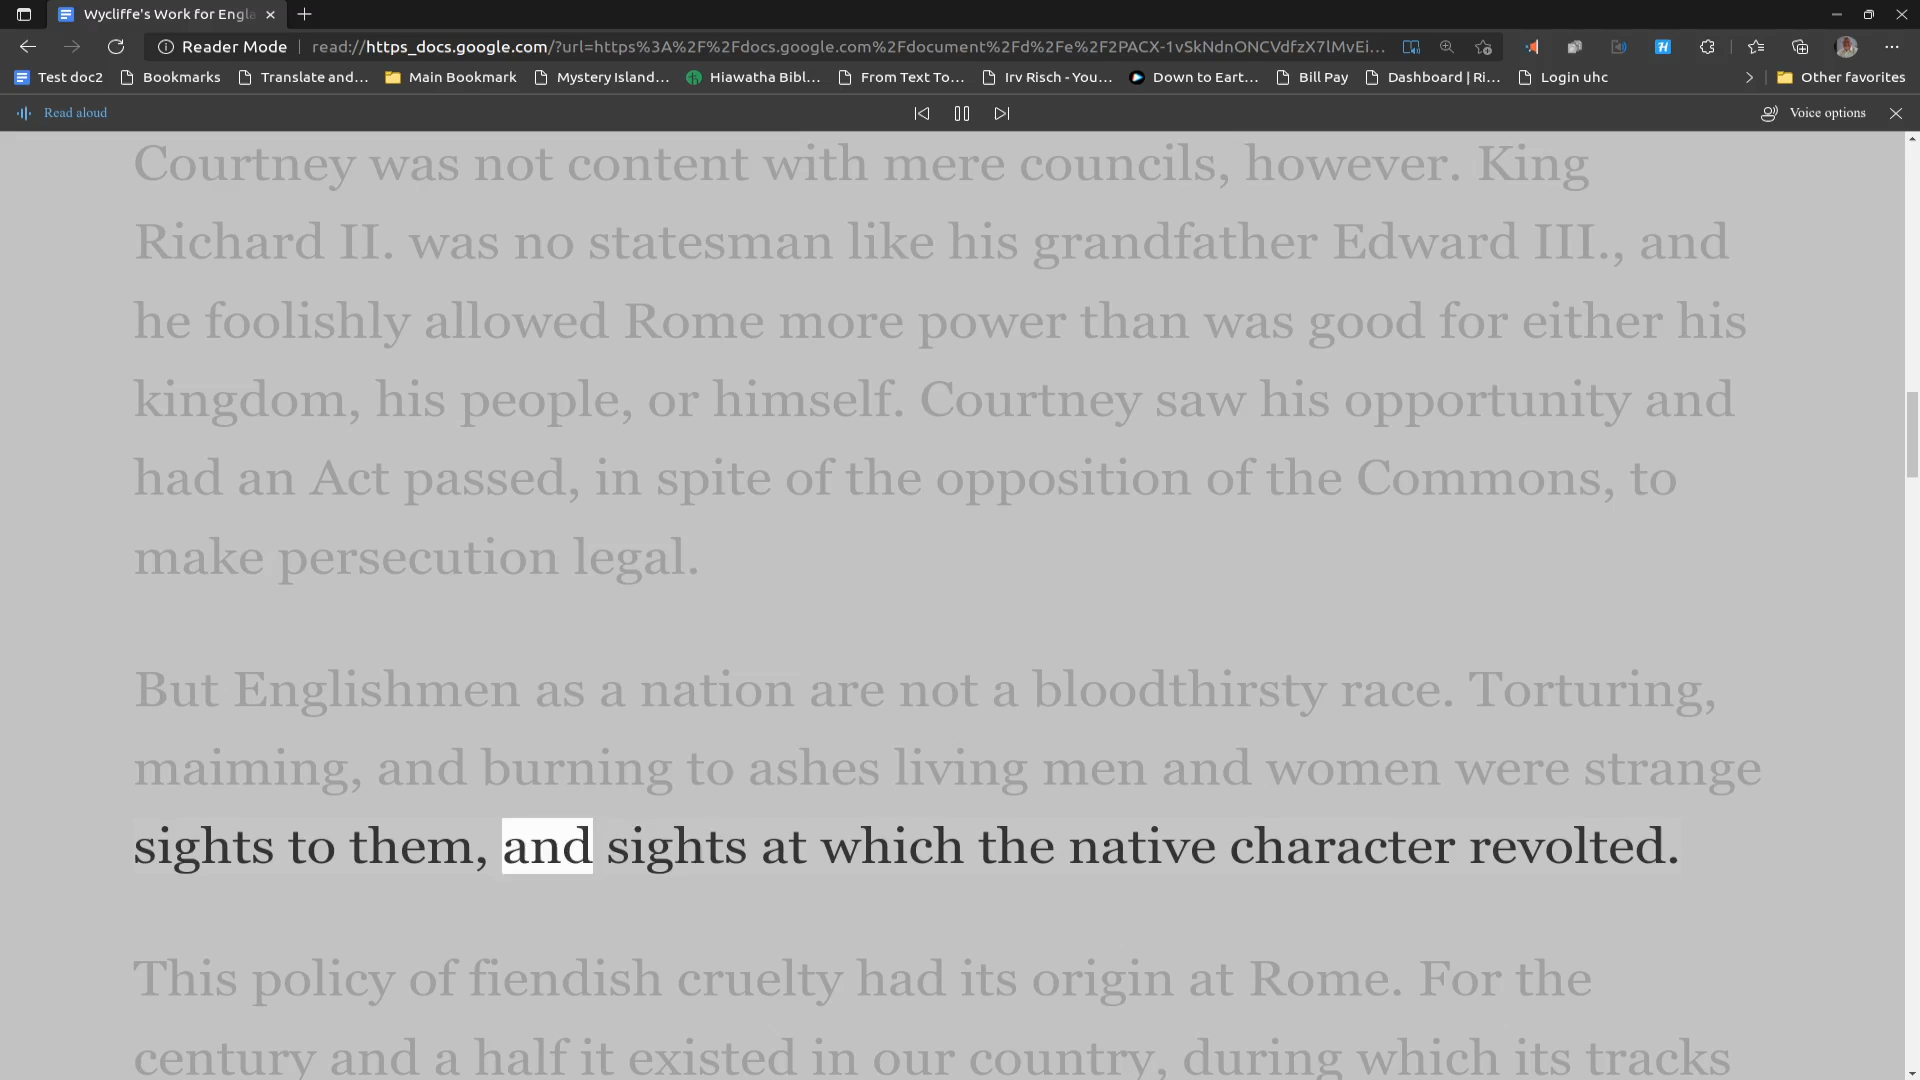 Wycliffe's Work for Engla
Reader Mode
read://https_docs.google.com/?url=https%3A%2F%2Fdocs.google.com%2Fdocument%2Fd%2Fe%2F2PACX-1vSkNdnONCVdfzX7lMvEi...
Test doc2
Bookmarks
Translate and...
Main Bookmark
Mystery Island...
Hiawatha Bibl...
From Text To...
Irv Risch - You...
Down to Eart...
Bill Pay
Dashboard | Ri...
Login uhc
Other favorites
Read aloud
Voice options
Courtney was not content with mere councils, however. King
Richard II. was no statesman like his grandfather Edward III., and
he foolishly allowed Rome more power than was good for either his
kingdom, his people, or himself. Courtney saw his opportunity and
had an Act passed, in spite of the opposition of the Commons, to
make persecution legal.
But Englishmen as a nation are not a bloodthirsty race. Torturing,
maiming, and burning to ashes living men and women were strange
sights to them, and sights at which the native character revolted.
This policy of fiendish cruelty had its origin at Rome. For the
century and a half it existed in our country, during which its tracks